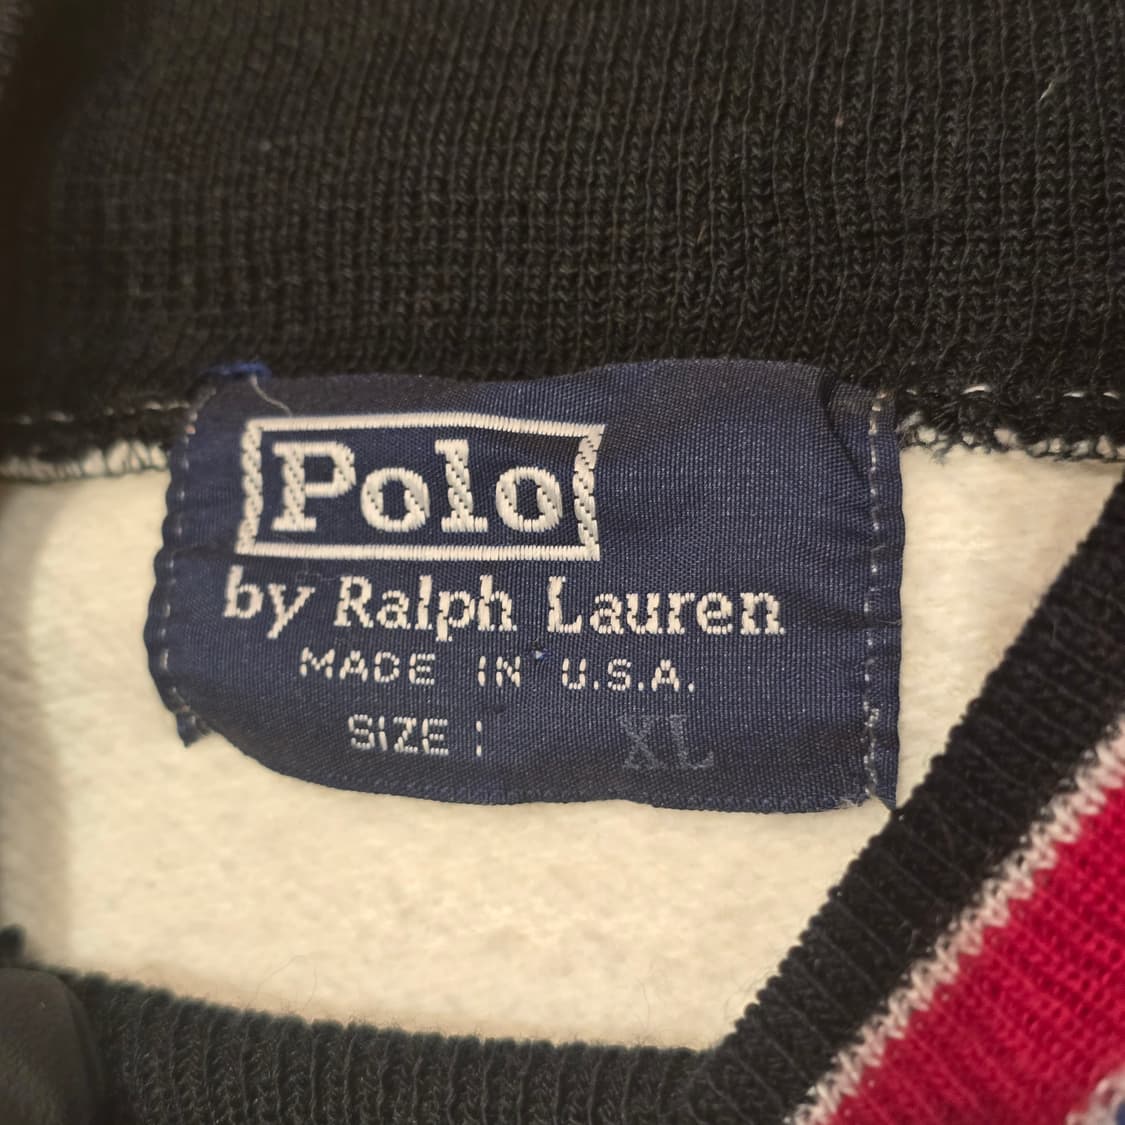 Polo
by Ralph Lauren
MADE IN U.S.A.
SIZE: XL